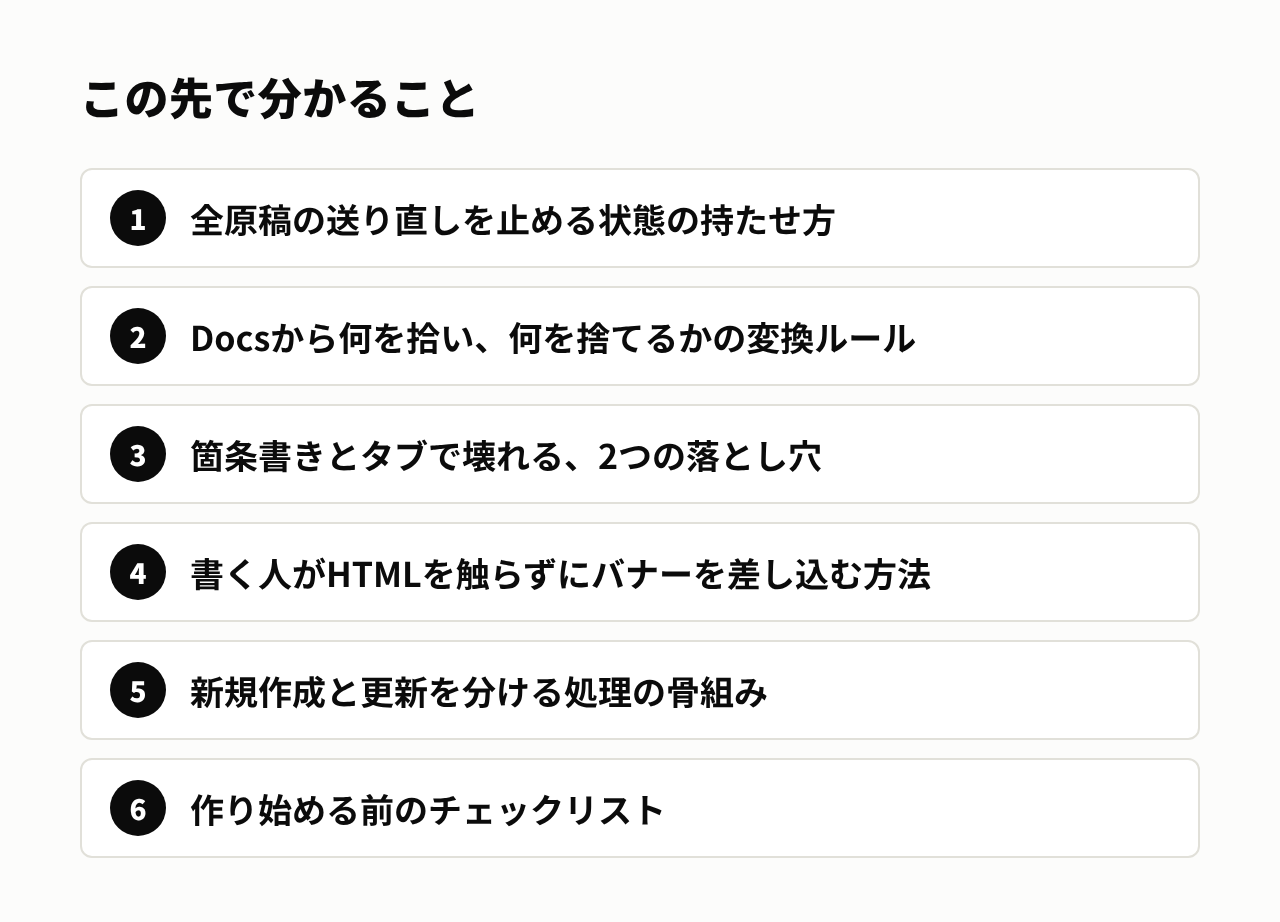 この先で分かること
1 全原稿の送り直しを止める状態の持たせ方
2 Docsから何を拾い、何を捨てるかの変換ルール
3 箇条書きとタブで壊れる、2つの落とし穴
4 書く人がHTMLを触らずにバナーを差し込む方法
5 新規作成と更新を分ける処理の骨組み
6 作り始める前のチェックリスト